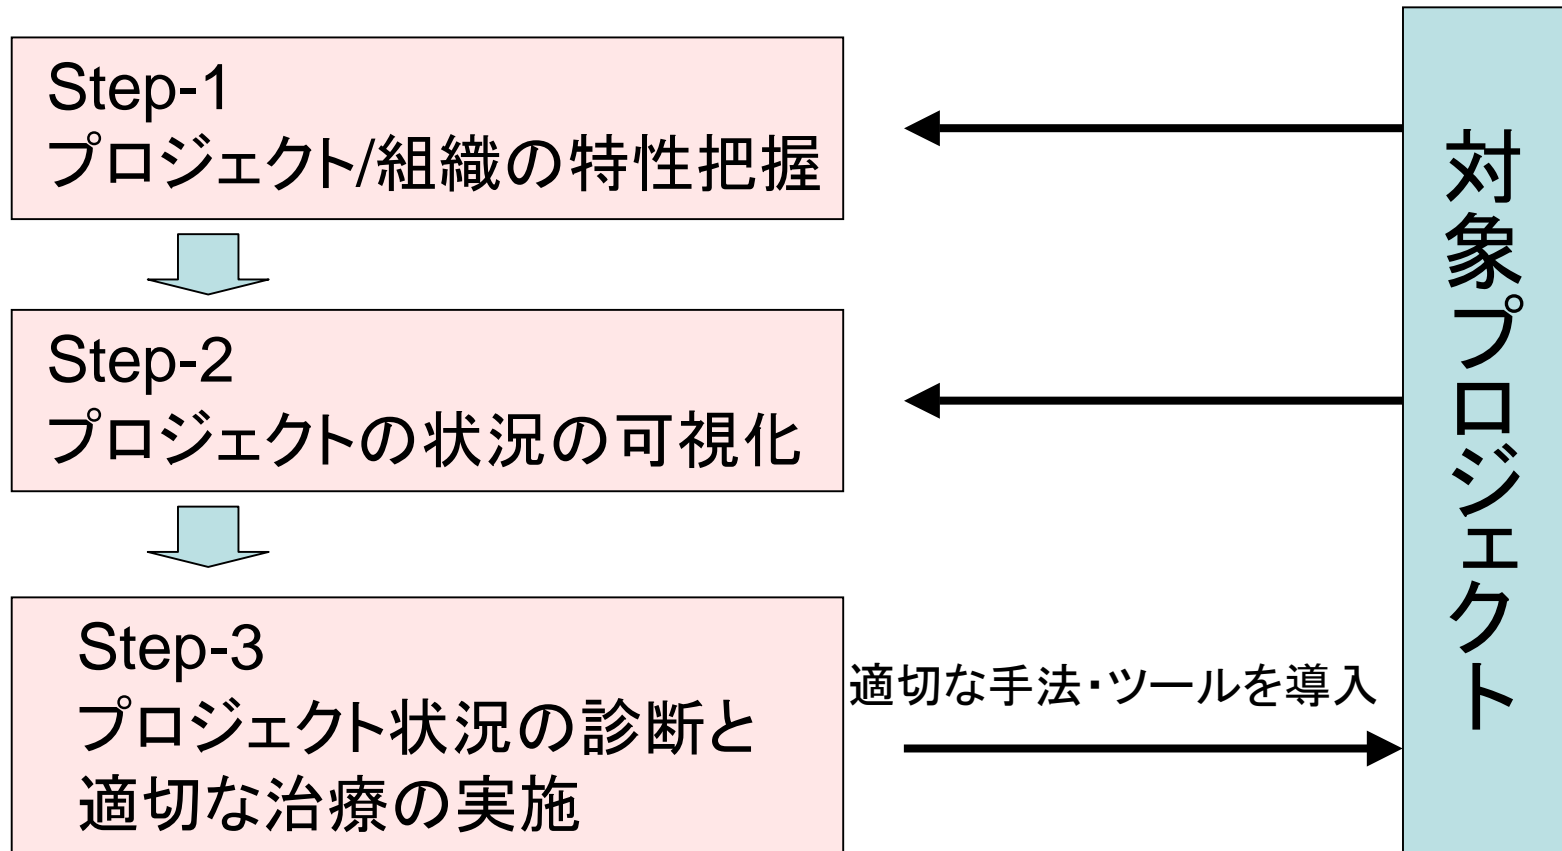 Step-1
プロジェクト/組織の特性把握
Step-2
プロジェクトの状況の可視化
Step-3
プロジェクト状況の診断と
適切な治療の実施
適切な手法・ツールを導入
対象プロジェクト